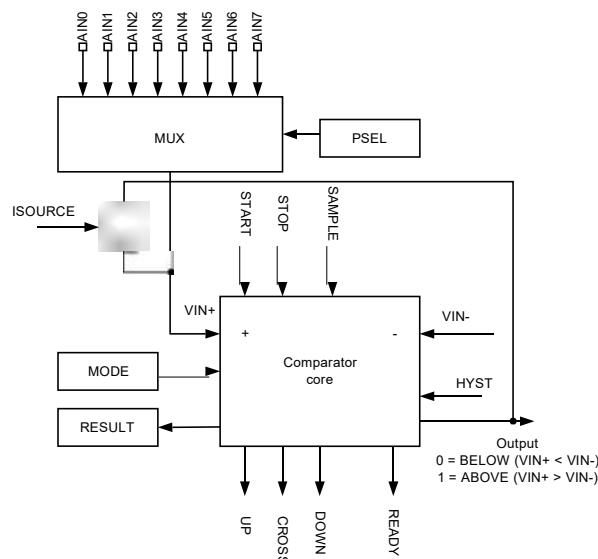 AIN0
AIN1
AIN2
AIN3
AIN4
AIN5
AIN6
AIN7
MUX
PSEL
ISOURCE
START
STOP
SAMPLE
VIN+
+
-
VIN-
Comparator
core
MODE
HYST
RESULT
Output
0 = BELOW (VIN+ < VIN-)
1 = ABOVE (VIN+ > VIN-)
UP
CROSS
DOWN
READY